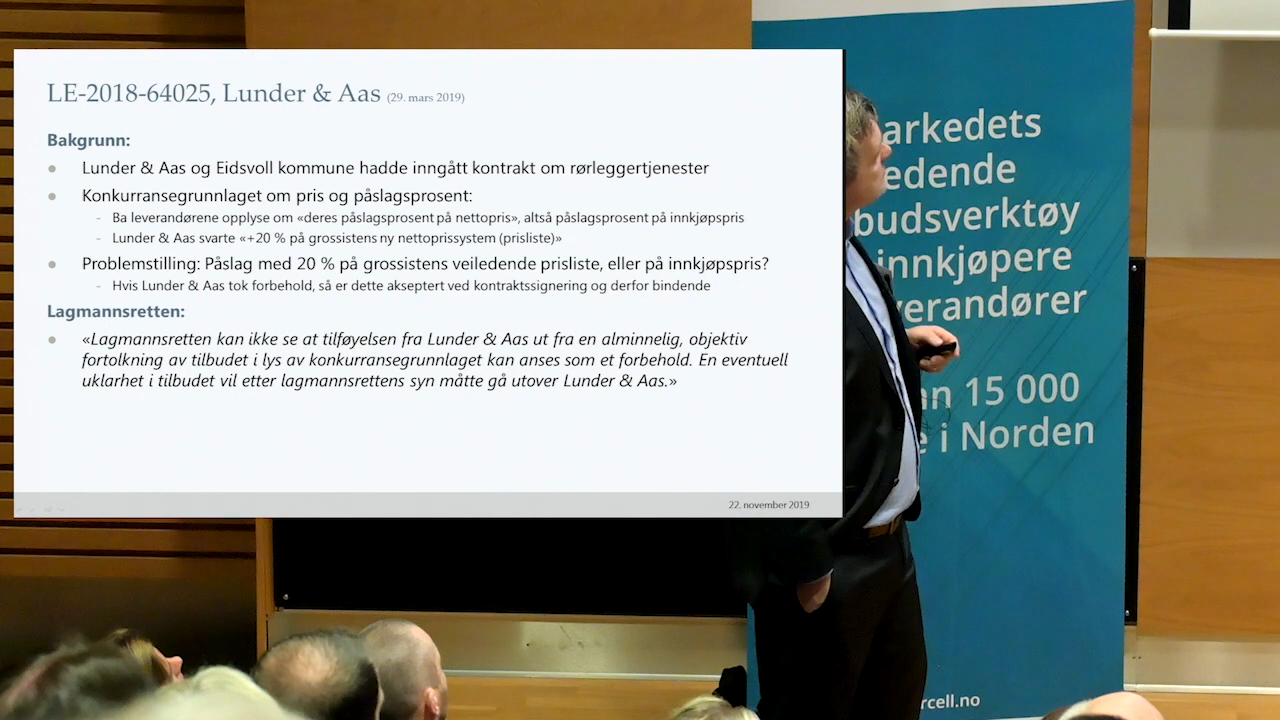 LE-2018-64025, Lunder & Aas (29. mars 2019)
Bakgrunn:
Lunder & Aas og Eidsvoll kommune hadde inngått kontrakt om rørleggertjenester
Konkurransegrunnlaget om pris og påslagsprosent:
- Ba leverandørene opplyse om «deres påslagsprosent på nettopris», altså påslagsprosent på innkjøpspris
- Lunder & Aas svarte «+20 % på grossistens ny nettoprissystem (prisliste)»
Problemstilling: Påslag med 20 % på grossistens veiledende prisliste, eller på innkjøpspris?
- Hvis Lunder & Aas tok forbehold, så er dette akseptert ved kontraktssignering og derfor bindende
Lagmannsretten:
«Lagmannsretten kan ikke se at tilføyelsen fra Lunder & Aas ut fra en alminnelig, objektiv
fortolkning av tilbudet i lys av konkurransegrunnlaget kan anses som et forbehold. En eventuell
uklarhet i tilbudet vil etter lagmannsrettens syn måtte gå utover Lunder & Aas.»
22. november 2019
arkedets
edende
budsverktøy
innkjøpere
verandører
15 000
i Norden
rcell.no